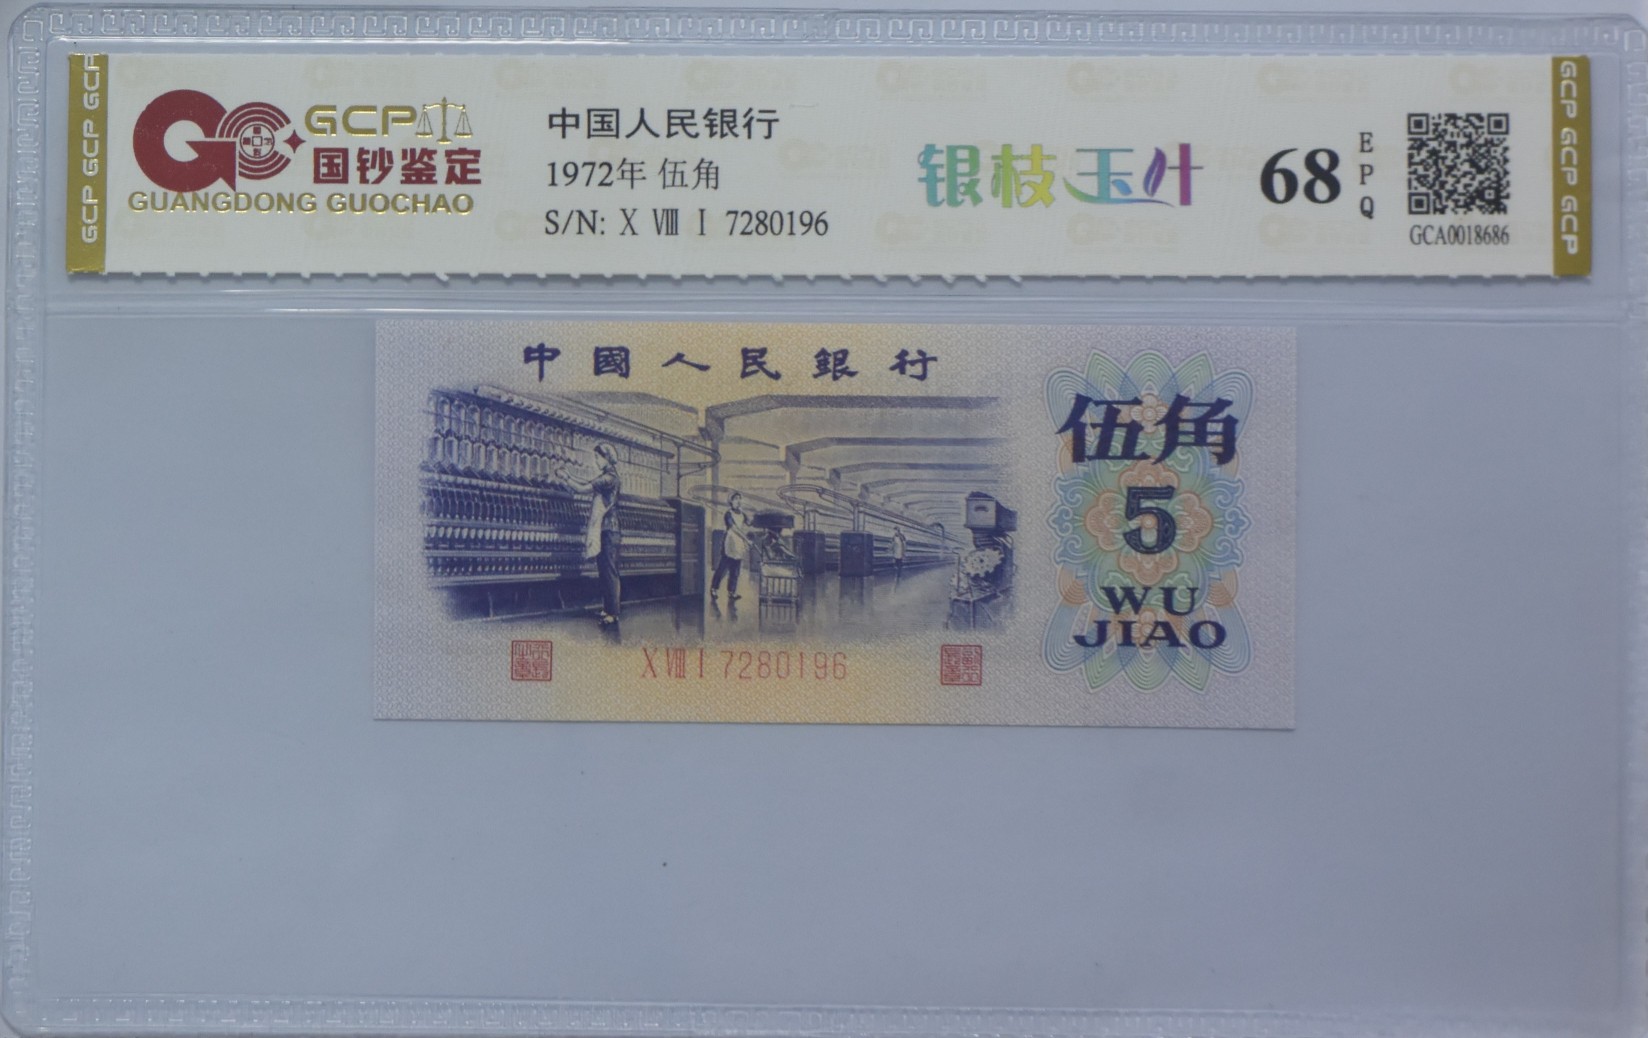 GCP GCP GCP
GCP
国钞鉴定
GUANGDONG GUOCHAO
中国人民银行
1972年 伍角
S/N: X Ⅷ I 7280196
银枝玉叶
68
EPQ
GCA0018686
GCP GCP GCP
中國人民銀行
伍角
5
WU
JIAO
X Ⅷ I 7280196